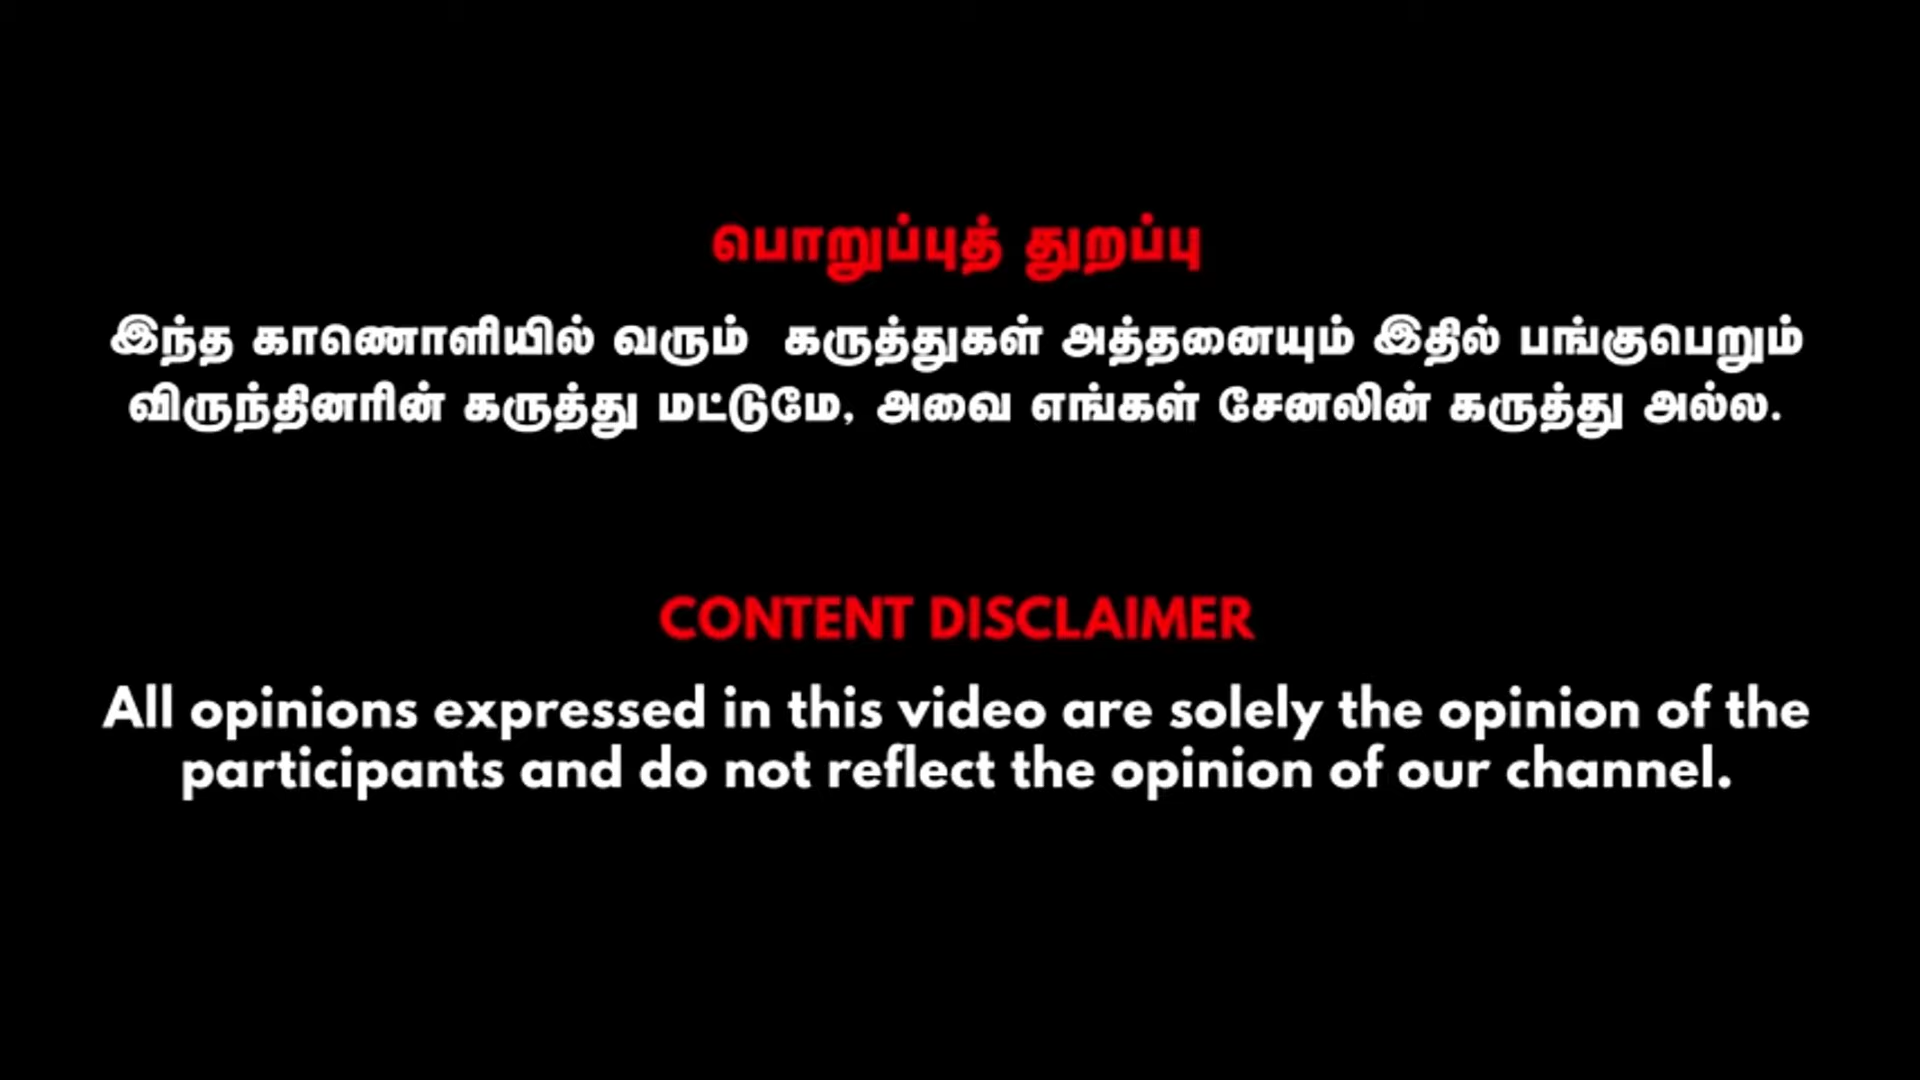 பொறுப்புத் துறப்பு
இந்த காணொளியில் வரும் கருத்துகள் அத்தனையும் இதில் பங்குபெறும்
விருந்தினரின் கருத்து மட்டுமே, அவை எங்கள் சேனலின் கருத்து அல்ல.
CONTENT DISCLAIMER
All opinions expressed in this video are solely the opinion of the
participants and do not reflect the opinion of our channel.